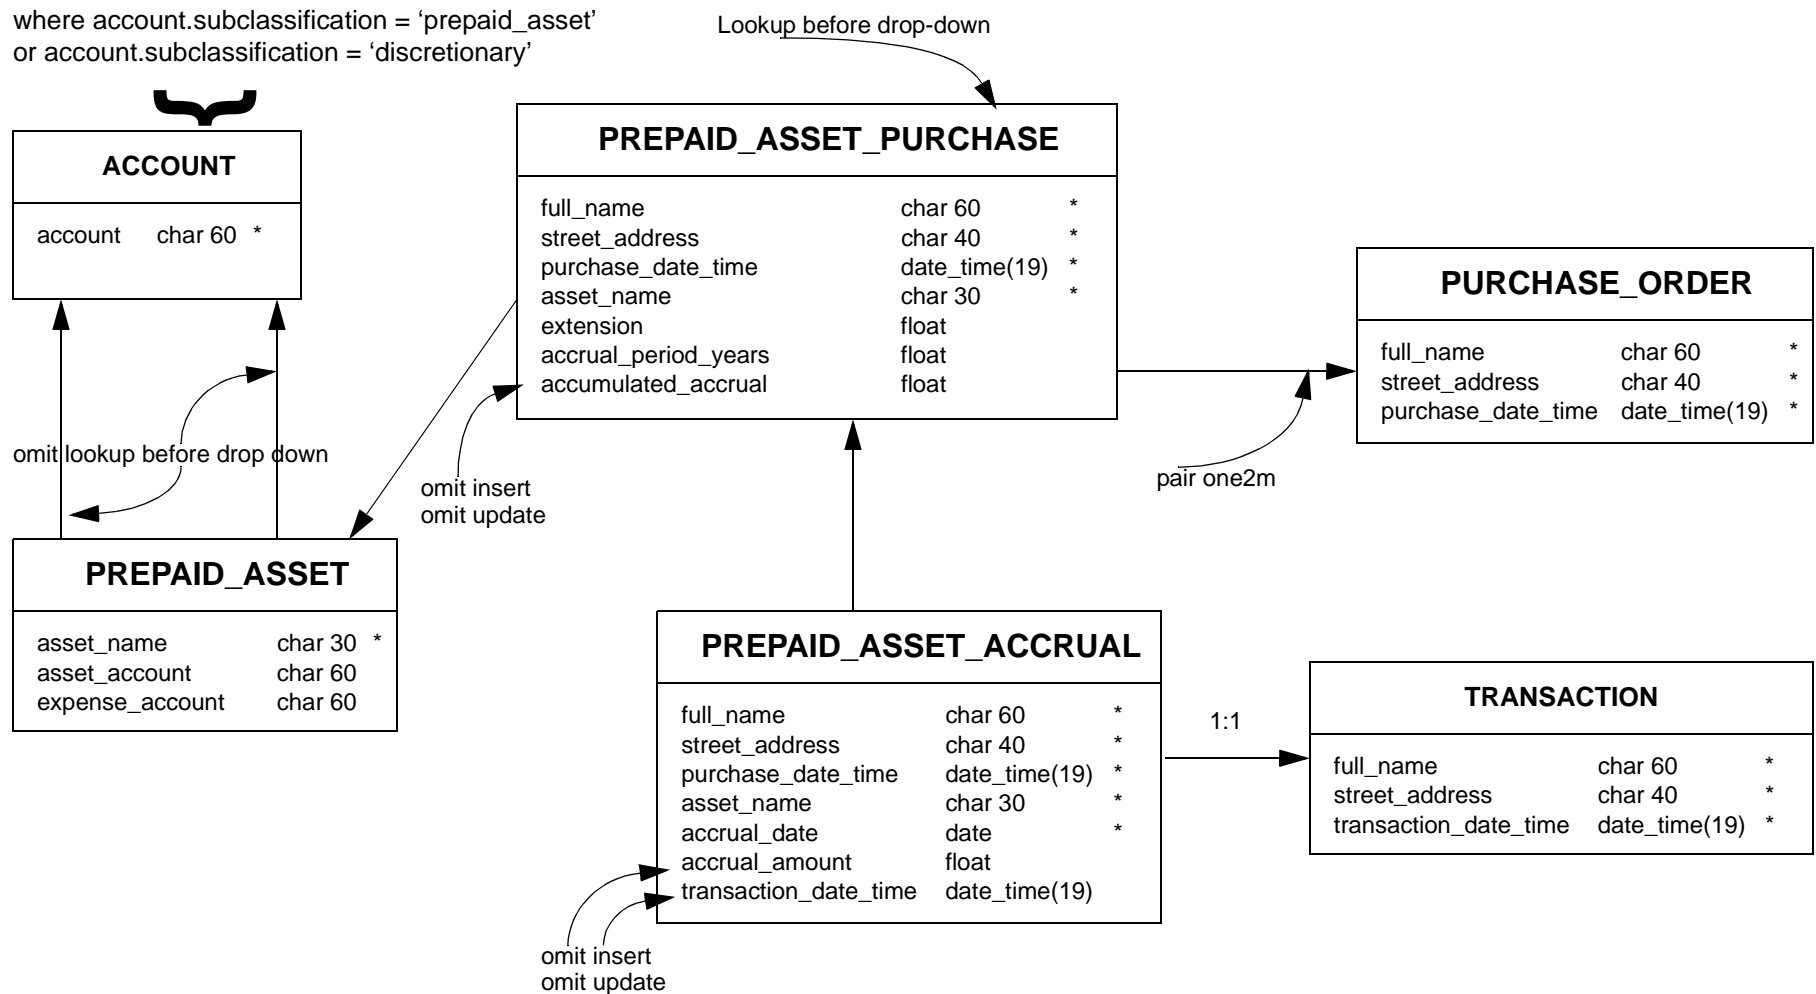 where account.subclassification = ‘prepaid_asset’
or account.subclassification = ‘discretionary’
Lookup before drop-down
ACCOUNT
account char 60 *
PREPAID_ASSET_PURCHASE
full_name char 60 *
street_address char 40 *
purchase_date_time date_time(19) *
asset_name char 30 *
extension float
accrual_period_years float
accumulated_accrual float
PURCHASE_ORDER
full_name char 60 *
street_address char 40 *
purchase_date_time date_time(19) *
omit lookup before drop down
omit insert
omit update
pair one2m
PREPAID_ASSET
asset_name char 30 *
asset_account char 60
expense_account char 60
PREPAID_ASSET_ACCRUAL
full_name char 60 *
street_address char 40 *
purchase_date_time date_time(19) *
asset_name char 30 *
accrual_date date *
accrual_amount float
transaction_date_time date_time(19)
1:1
TRANSACTION
full_name char 60 *
street_address char 40 *
transaction_date_time date_time(19) *
omit insert
omit update